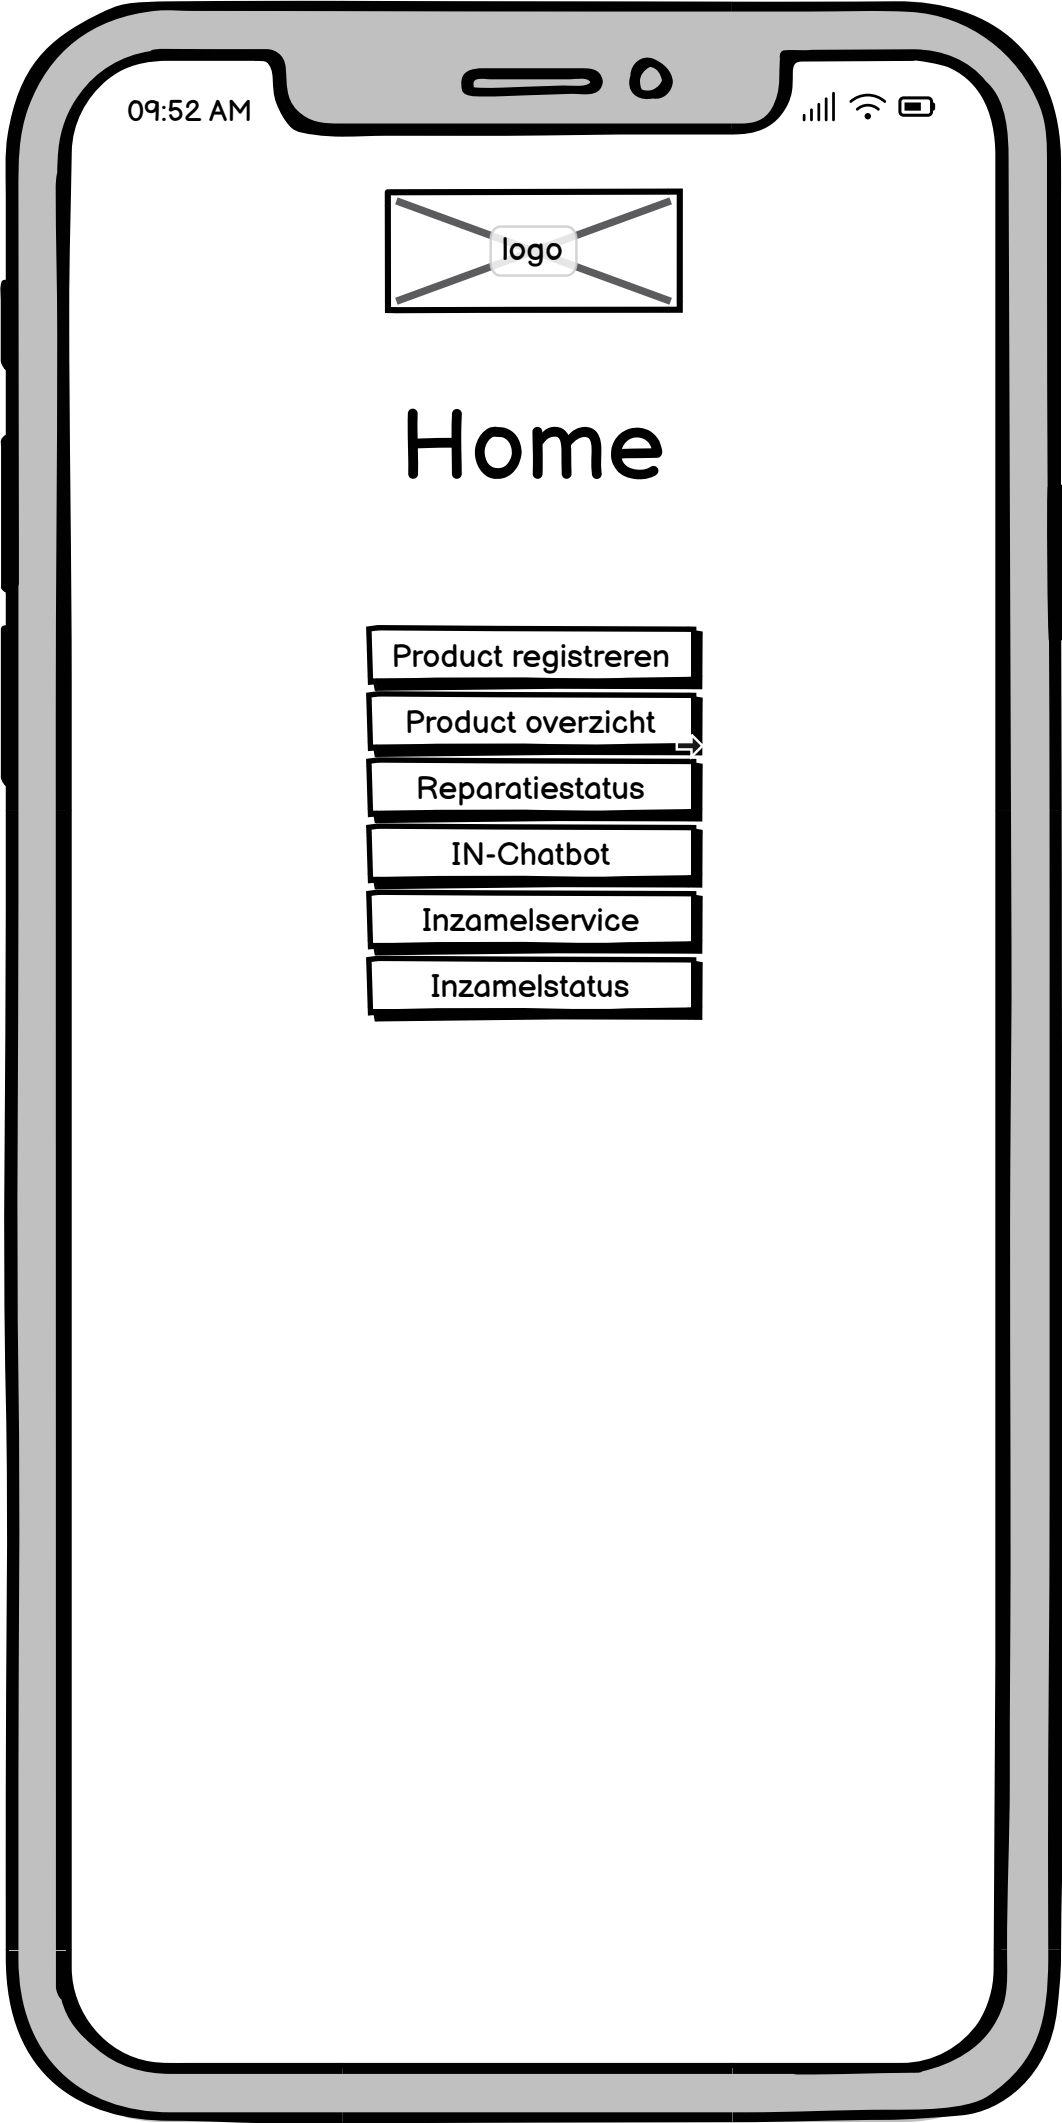 09:52 AM
logo
Home
Product registreren
Product overzicht
Reparatiestatus
IN-Chatbot
Inzamelservice
Inzamelstatus